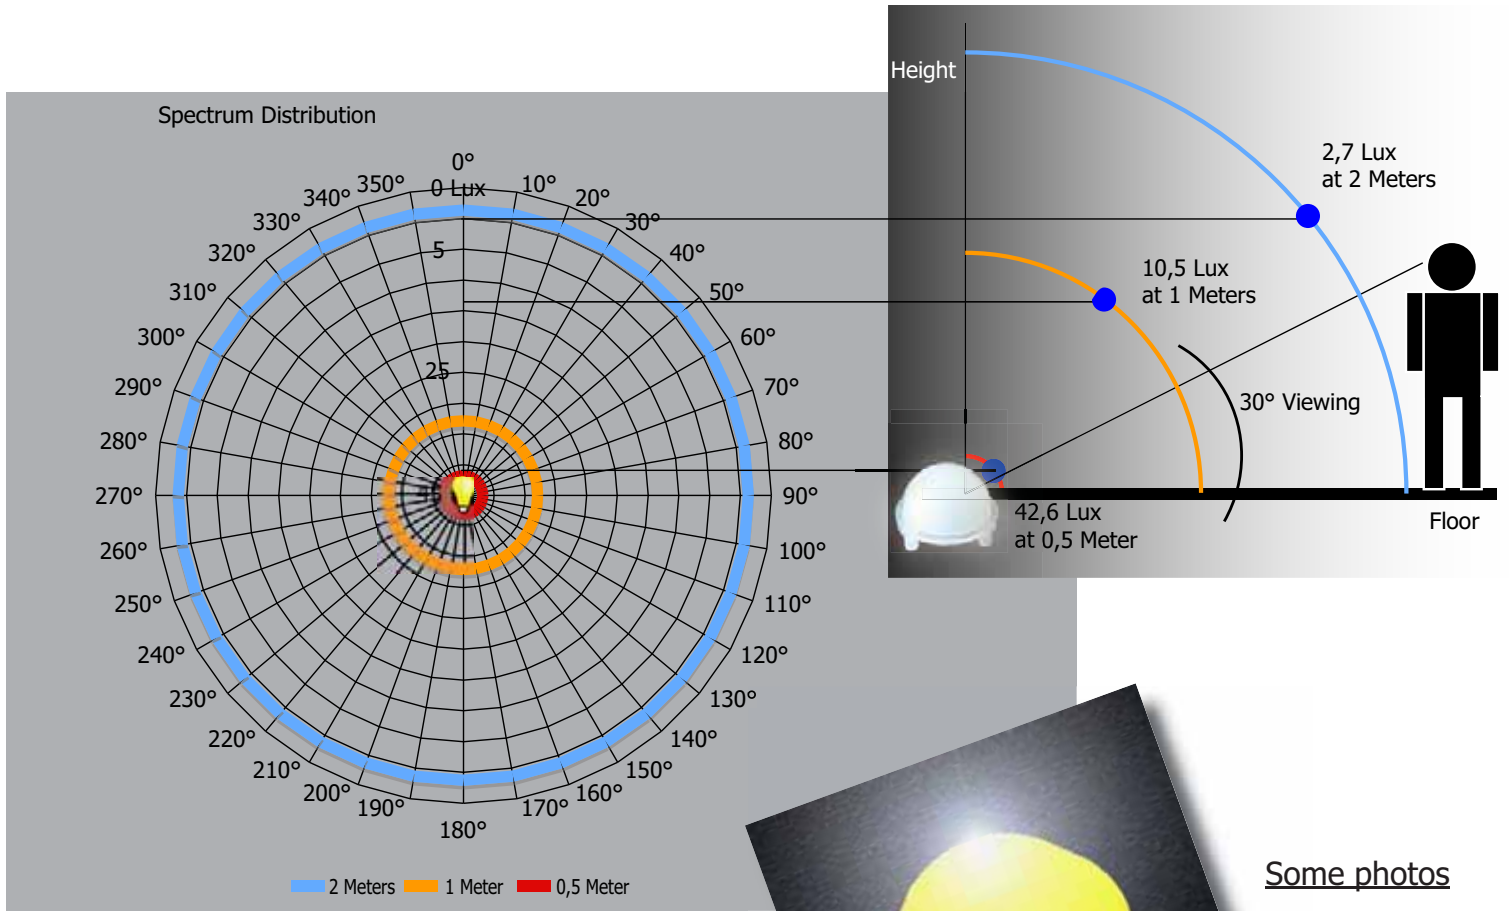 Spectrum Distribution
0°
0 Lux
10°
20°
30°
40°
50°
60°
70°
80°
90°
100°
110°
120°
130°
140°
150°
160°
170°
180°
190°
200°
210°
220°
230°
240°
250°
260°
270°
280°
290°
300°
310°
320°
330°
340°
350°
5
25
2 Meters
1 Meter
0,5 Meter
Height
2,7 Lux
at 2 Meters
10,5 Lux
at 1 Meters
30° Viewing
42,6 Lux
at 0,5 Meter
Floor
Some photos